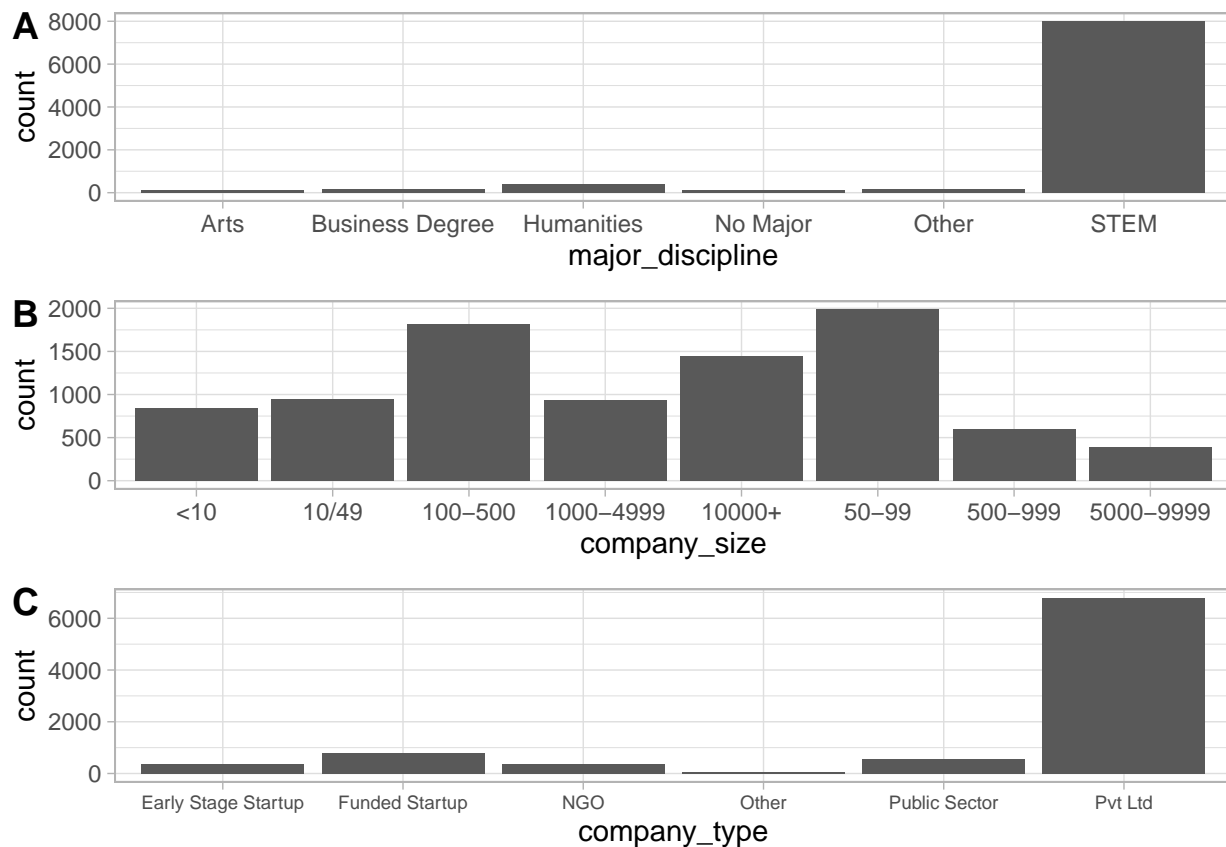 A
8000
6000
4000
2000
0
count
Arts Business Degree Humanities No Major Other STEM
major_discipline
B
2000
1500
1000
500
0
count
<10 10/49 100−500 1000−4999 10000+ 50−99 500−999 5000−9999
company_size
C
6000
4000
2000
0
count
Early Stage Startup Funded Startup NGO Other Public Sector Pvt Ltd
company_type